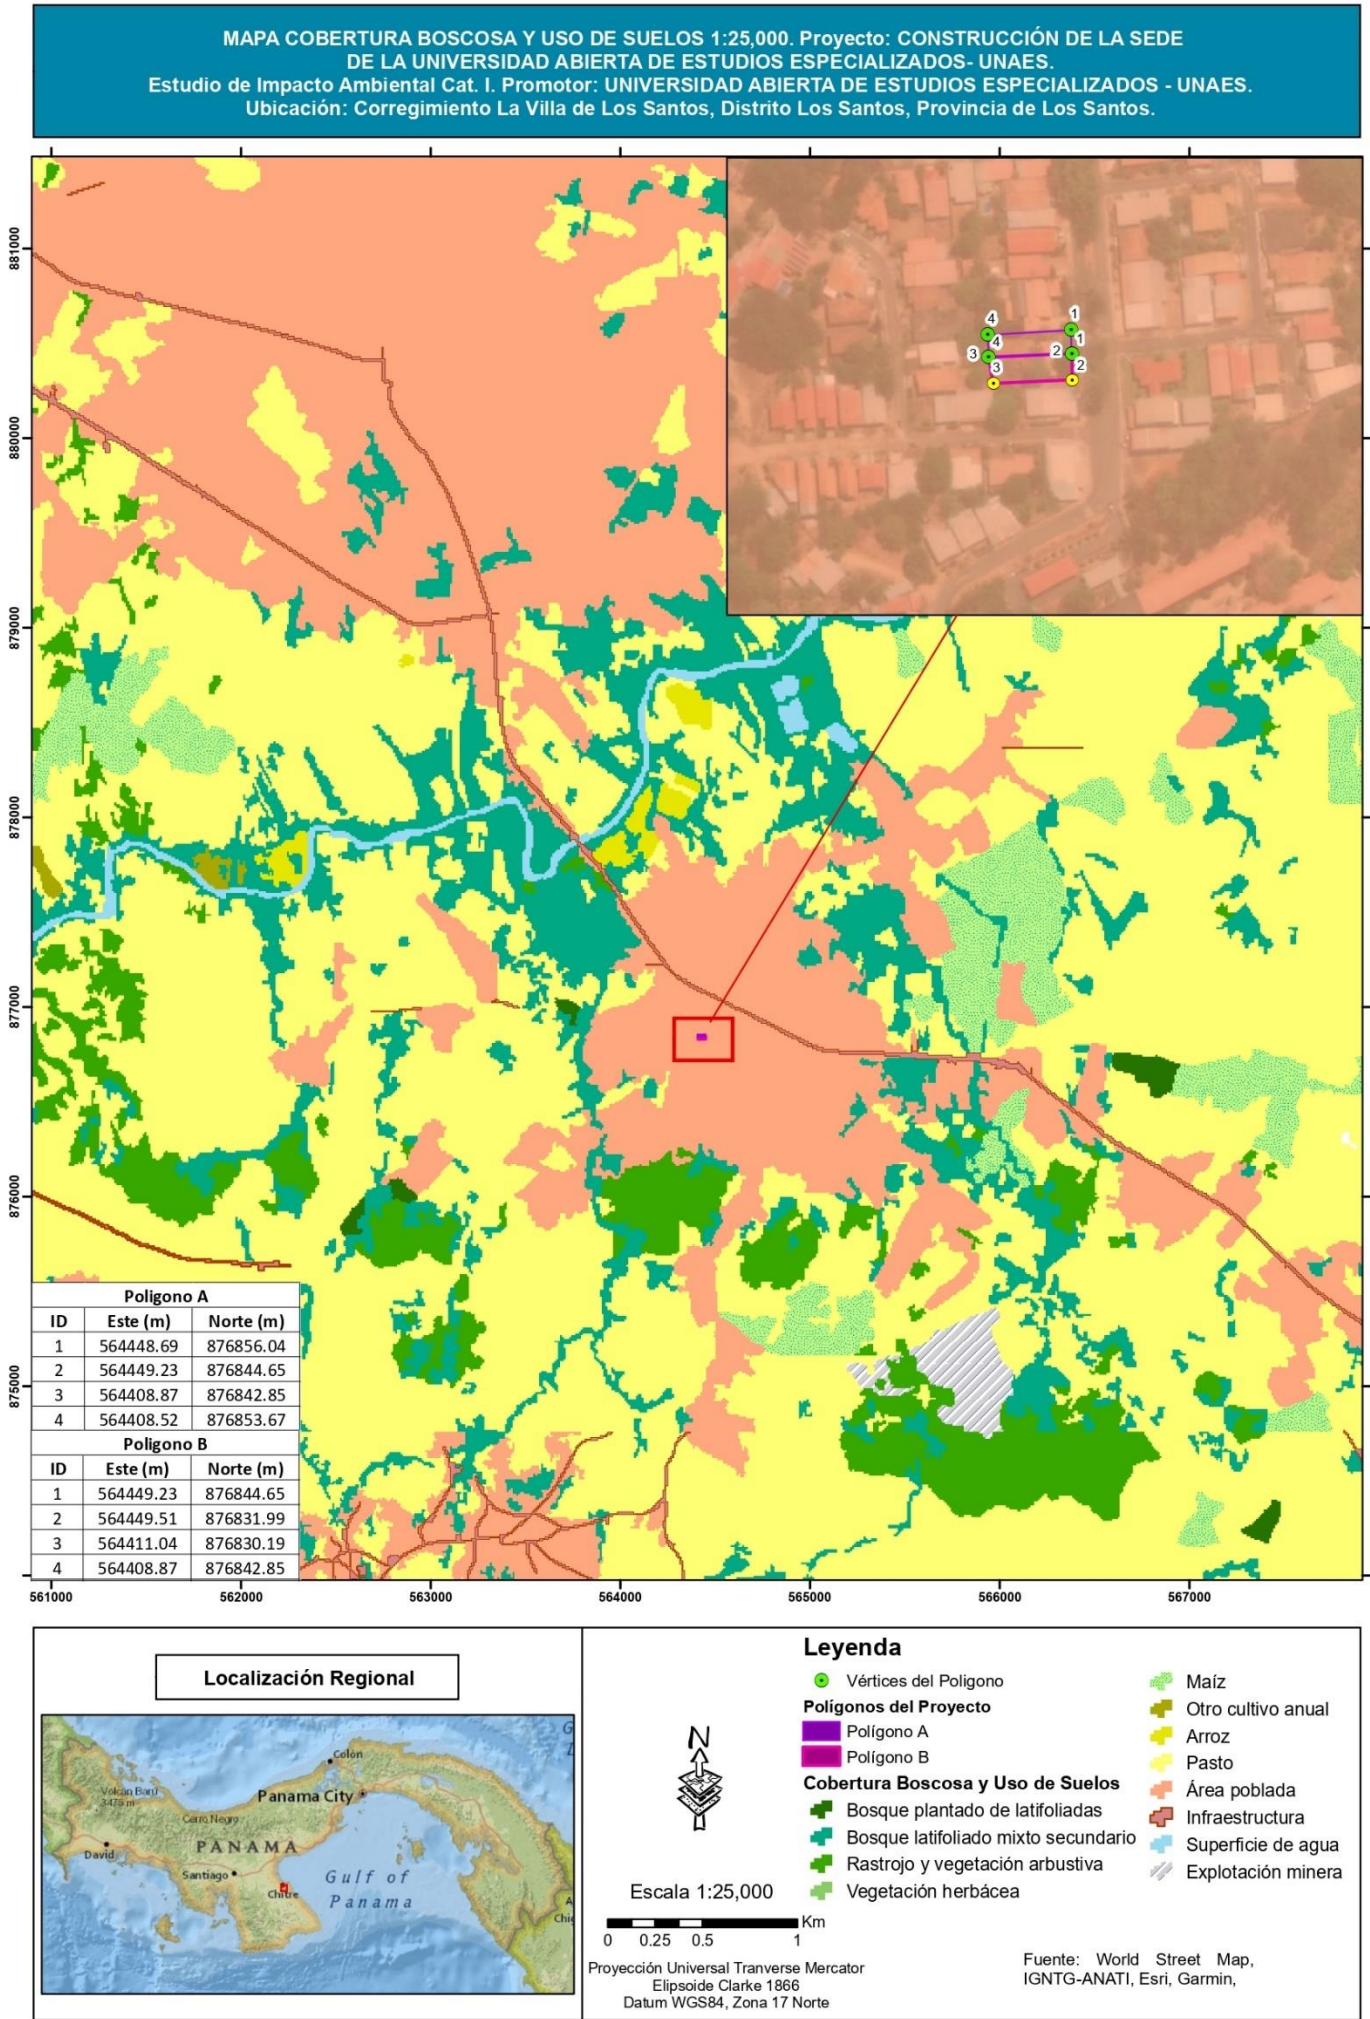 MAPA COBERTURA BOSCOSA Y USO DE SUELOS 1:25,000. Proyecto: CONSTRUCCIÓN DE LA SEDE
DE LA UNIVERSIDAD ABIERTA DE ESTUDIOS ESPECIALIZADOS- UNAES.
Estudio de Impacto Ambiental Cat. I. Promotor: UNIVERSIDAD ABIERTA DE ESTUDIOS ESPECIALIZADOS - UNAES.
Ubicación: Corregimiento La Villa de Los Santos, Distrito Los Santos, Provincia de Los Santos.
4 1
4 1
3 2
3 2
881000
880000
879000
878000
877000
876000
875000
Poligono A
ID Este (m) Norte (m)
1 564448.69 876856.04
2 564449.23 876844.65
3 564408.87 876842.85
4 564408.52 876853.67
Poligono B
ID Este (m) Norte (m)
1 564449.23 876844.65
2 564449.51 876831.99
3 564411.04 876830.19
4 564408.87 876842.85
561000 562000 563000 564000 565000 566000 567000
Localización Regional
Colón
Panama City
Volcán Barú
3475 m
Cerro Negro
PANAMA
David
Santiago
Chitre
Gulf of
Panama
N
Escala 1:25,000
Km
0 0.25 0.5 1
Proyección Universal Tranverse Mercator
Elipsoide Clarke 1866
Datum WGS84, Zona 17 Norte
Leyenda
Vértices del Poligono
Polígonos del Proyecto
Polígono A
Polígono B
Cobertura Boscosa y Uso de Suelos
Bosque plantado de latifoliadas
Bosque latifoliado mixto secundario
Rastrojo y vegetación arbustiva
Vegetación herbácea
Maíz
Otro cultivo anual
Arroz
Pasto
Área poblada
Infraestructura
Superficie de agua
Explotación minera
Fuente: World Street Map,
IGNTG-ANATI, Esri, Garmin,